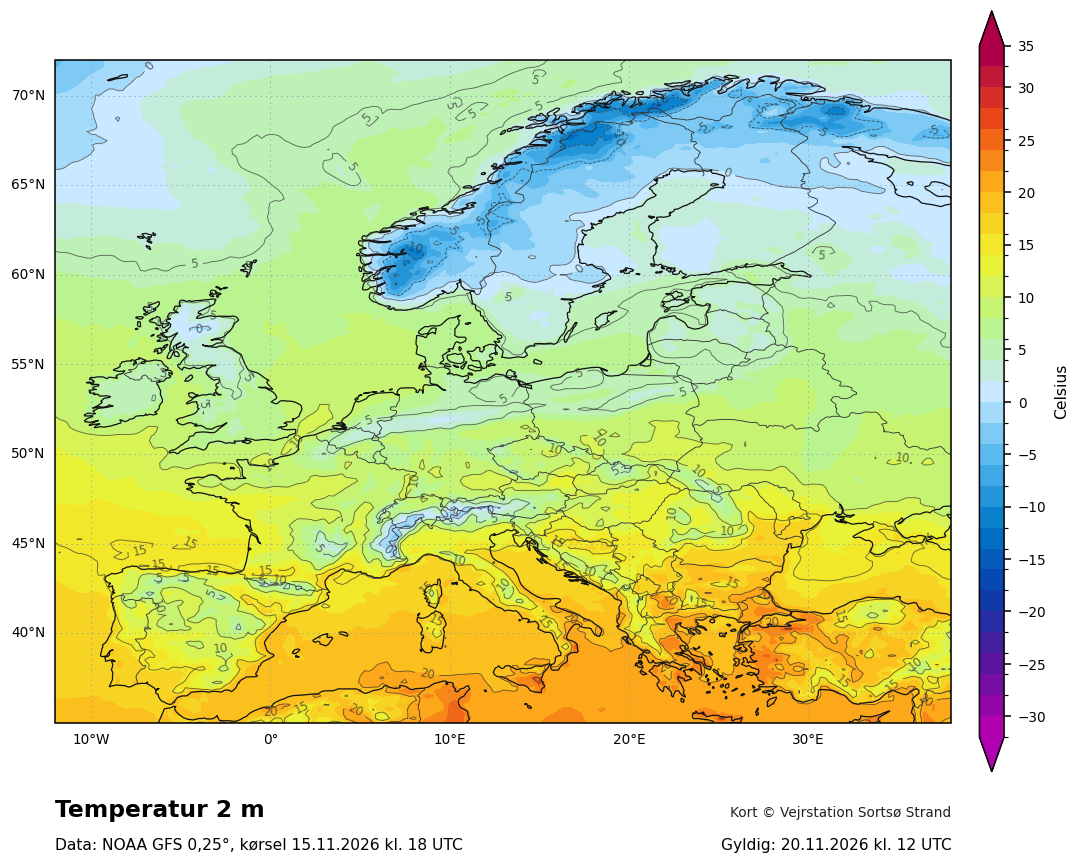 70°N
65°N
60°N
55°N
50°N
45°N
40°N
10°W
0°
10°E
20°E
30°E
35
30
25
20
15
10
5
0
−5
−10
−15
−20
−25
−30
Celsius
Temperatur 2 m
Kort © Vejrstation Sortsø Strand
Data: NOAA GFS 0,25°, kørsel 15.11.2026 kl. 18 UTC
Gyldig: 20.11.2026 kl. 12 UTC